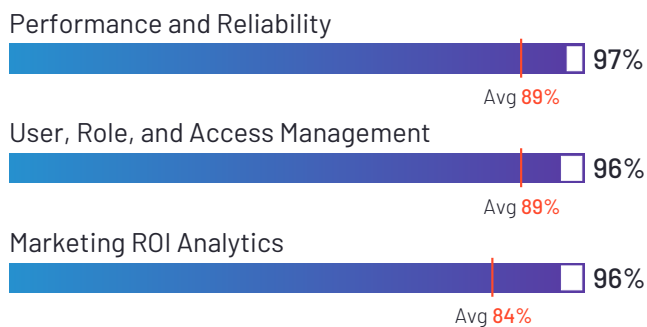 Performance and Reliability
97%
Avg 89%
User, Role, and Access Management
96%
Avg 89%
Marketing ROI Analytics
96%
Avg 84%